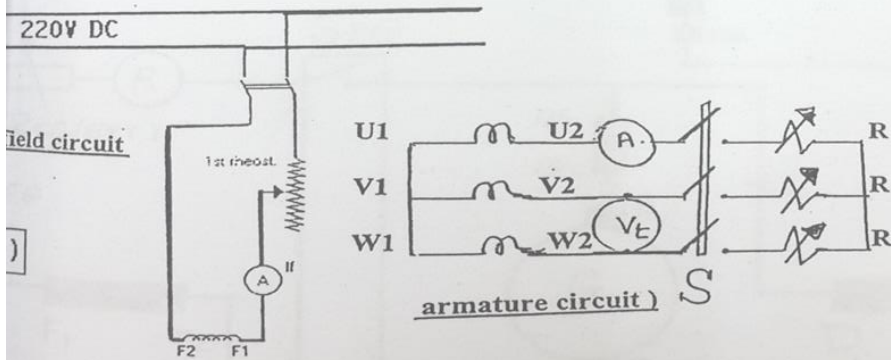 220V DC
field circuit
1st rheost.
A
If
F2 F1
)
U1 U2 A R
V1 V2 R
Vt
W1 W2 R
armature circuit ) S